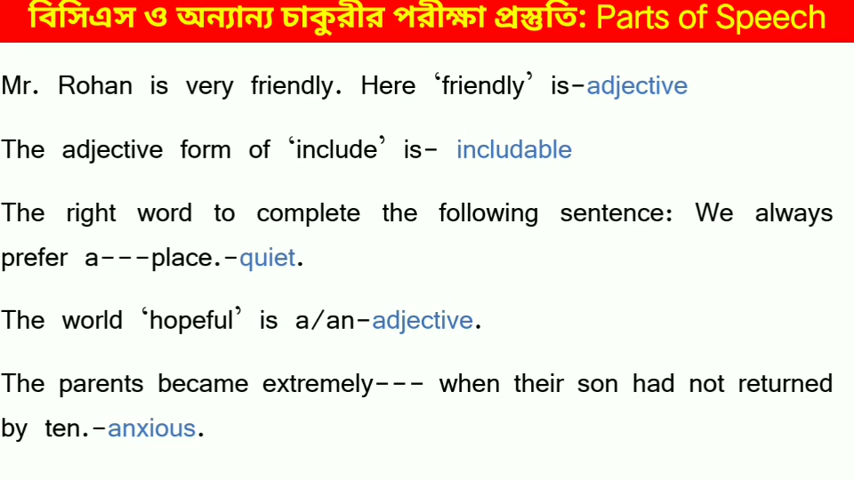 বিসিএস ও অন্যান্য চাকুরীর পরীক্ষা প্রস্তুতি: Parts of Speech
Mr. Rohan is very friendly. Here ‘friendly’ is-adjective
The adjective form of ‘include’ is- includable
The right word to complete the following sentence: We always
prefer a---place.-quiet.
The world ‘hopeful’ is a/an-adjective.
The parents became extremely--- when their son had not returned
by ten.-anxious.